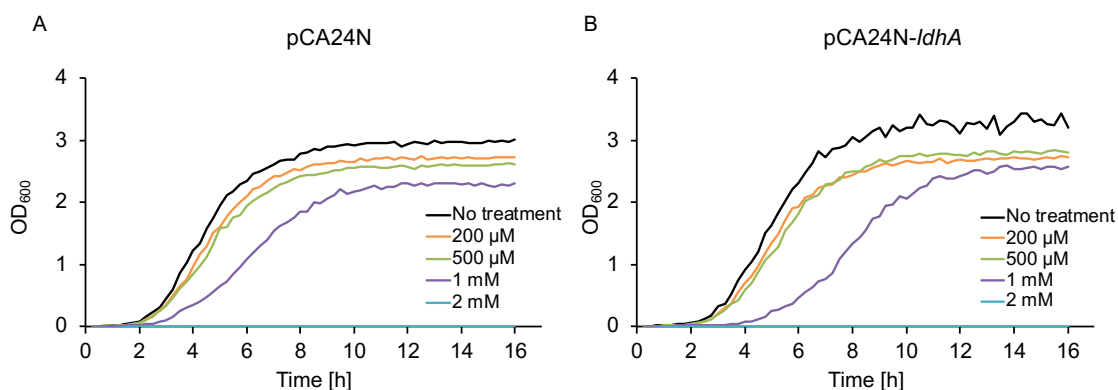 A
pCA24N
4
3
2
1
0
OD600
No treatment
200 µM
500 µM
1 mM
2 mM
0 2 4 6 8 10 12 14 16
Time [h]
B
pCA24N-ldhA
4
3
2
1
0
OD600
No treatment
200 µM
500 µM
1 mM
2 mM
0 2 4 6 8 10 12 14 16
Time [h]